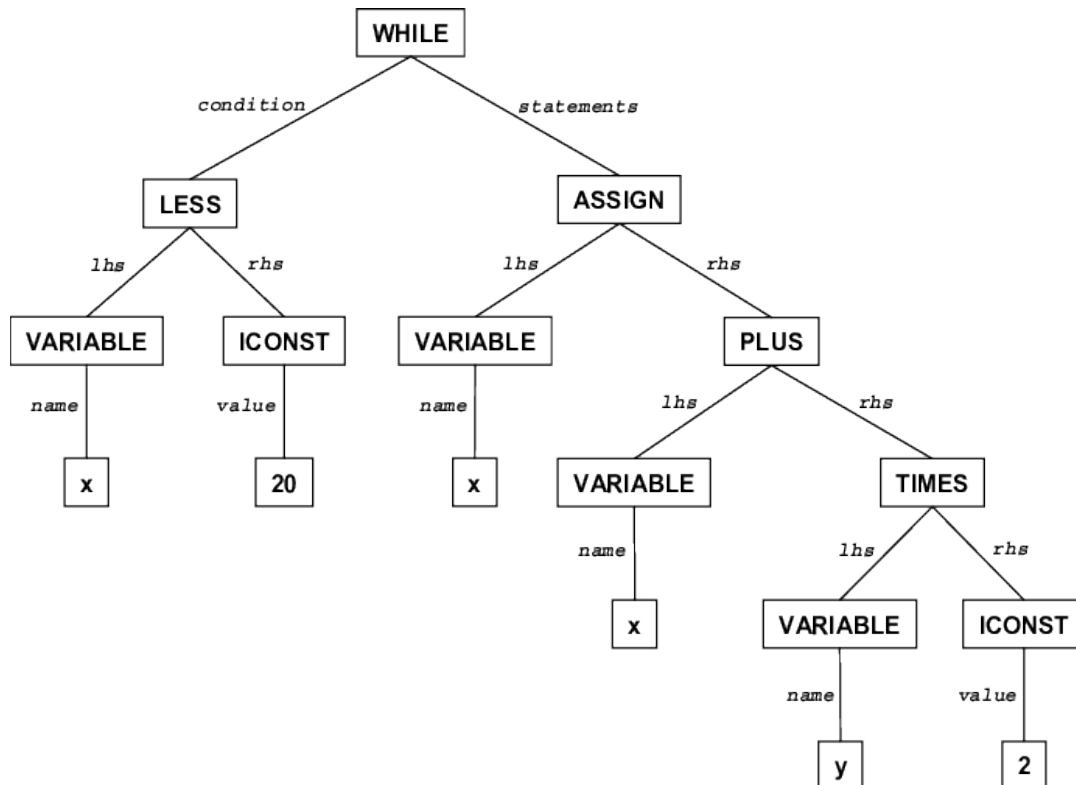 WHILE
condition statements
LESS ASSIGN
lhs rhs lhs rhs
VARIABLE ICONST VARIABLE PLUS
name value name lhs rhs
x 20 x VARIABLE TIMES
name lhs rhs
x VARIABLE ICONST
name value
y 2